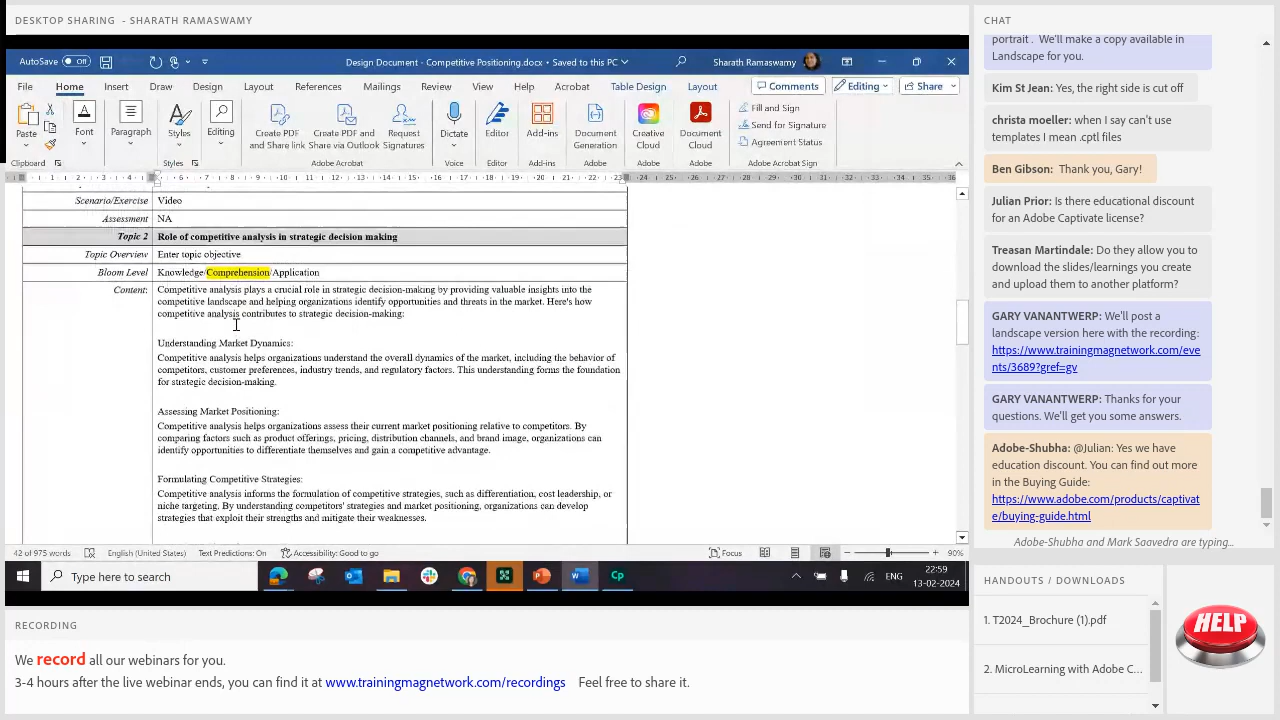 DESKTOP SHARING - SHARATH RAMASWAMY
AutoSave Off
Design Document - Competitive Positioning.docx • Saved to this PC
Sharath Ramaswamy
File Home Insert Draw Design Layout References Mailings Review View Help Acrobat Table Design Layout
Comments Editing Share
Paste Font Paragraph Styles Editing Create PDF and Share link Create PDF and Share via Outlook Request Signatures Dictate Editor Add-ins Document Generation Creative Cloud Document Cloud
Fill and Sign
Send for Signature
Agreement Status
Clipboard Styles Adobe Acrobat Voice Editor Add-ins Adobe Adobe Acrobat Sign
Scenario/Exercise Video
Assessment NA
Topic 2 Role of competitive analysis in strategic decision making
Topic Overview Enter topic objective
Bloom Level Knowledge/Comprehension/Application
Content: Competitive analysis plays a crucial role in strategic decision-making by providing valuable insights into the
competitive landscape and helping organizations identify opportunities and threats in the market. Here's how
competitive analysis contributes to strategic decision-making:
Understanding Market Dynamics:
Competitive analysis helps organizations understand the overall dynamics of the market, including the behavior of
competitors, customer preferences, industry trends, and regulatory factors. This understanding forms the foundation
for strategic decision-making.
Assessing Market Positioning:
Competitive analysis helps organizations assess their current market positioning relative to competitors. By
comparing factors such as product offerings, pricing, distribution channels, and brand image, organizations can
identify opportunities to differentiate themselves and gain a competitive advantage.
Formulating Competitive Strategies:
Competitive analysis informs the formulation of competitive strategies, such as differentiation, cost leadership, or
niche targeting. By understanding competitors' strategies and market positioning, organizations can develop
strategies that exploit their strengths and mitigate their weaknesses.
42 of 975 words English (United States) Text Predictions: On Accessibility: Good to go Focus 90%
Type here to search
Cp
ENG
22:59
13-02-2024
RECORDING
We record all our webinars for you.
3-4 hours after the live webinar ends, you can find it at www.trainingmagnetwork.com/recordings Feel free to share it.
CHAT
portrait . We'll make a copy available in
Landscape for you.
Kim St Jean: Yes, the right side is cut off
christa moeller: when I say can't use
templates I mean .cptl files
Ben Gibson: Thank you, Gary!
Julian Prior: Is there educational discount
for an Adobe Captivate license?
Treasan Martindale: Do they allow you to
download the slides/learnings you create
and upload them to another platform?
GARY VANANTWERP: We'll post a
landscape version here with the recording:
https://www.trainingmagnetwork.com/eve
nts/3689?gref=gv
GARY VANANTWERP: Thanks for your
questions. We'll get you some answers.
Adobe-Shubha: @Julian: Yes we have
education discount. You can find out more
in the Buying Guide:
https://www.adobe.com/products/captivat
e/buying-guide.html
Adobe-Shubha and Mark Saavedra are typing...
HANDOUTS / DOWNLOADS
1. T2024_Brochure (1).pdf
2. MicroLearning with Adobe C...
HELP